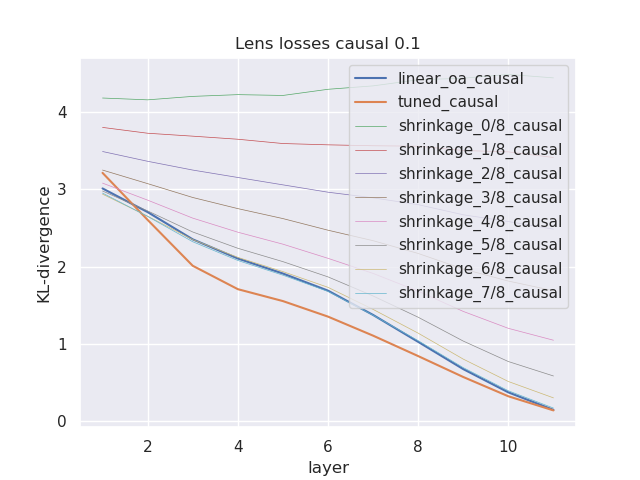 Lens losses causal 0.1
linear_oa_causal
tuned_causal
shrinkage_0/8_causal
shrinkage_1/8_causal
shrinkage_2/8_causal
shrinkage_3/8_causal
shrinkage_4/8_causal
shrinkage_5/8_causal
shrinkage_6/8_causal
shrinkage_7/8_causal
KL-divergence
4
3
2
1
0
2 4 6 8 10
layer